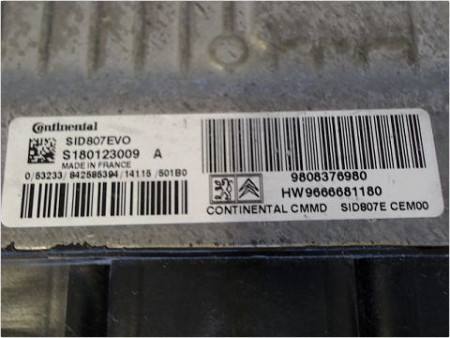 Continental
SID807EVO
S180123009 A
MADE IN FRANCE
0/53233/842585394/14115/501B0
9808376980
HW9666681180
CONTINENTAL CMMD SID807E CEM00